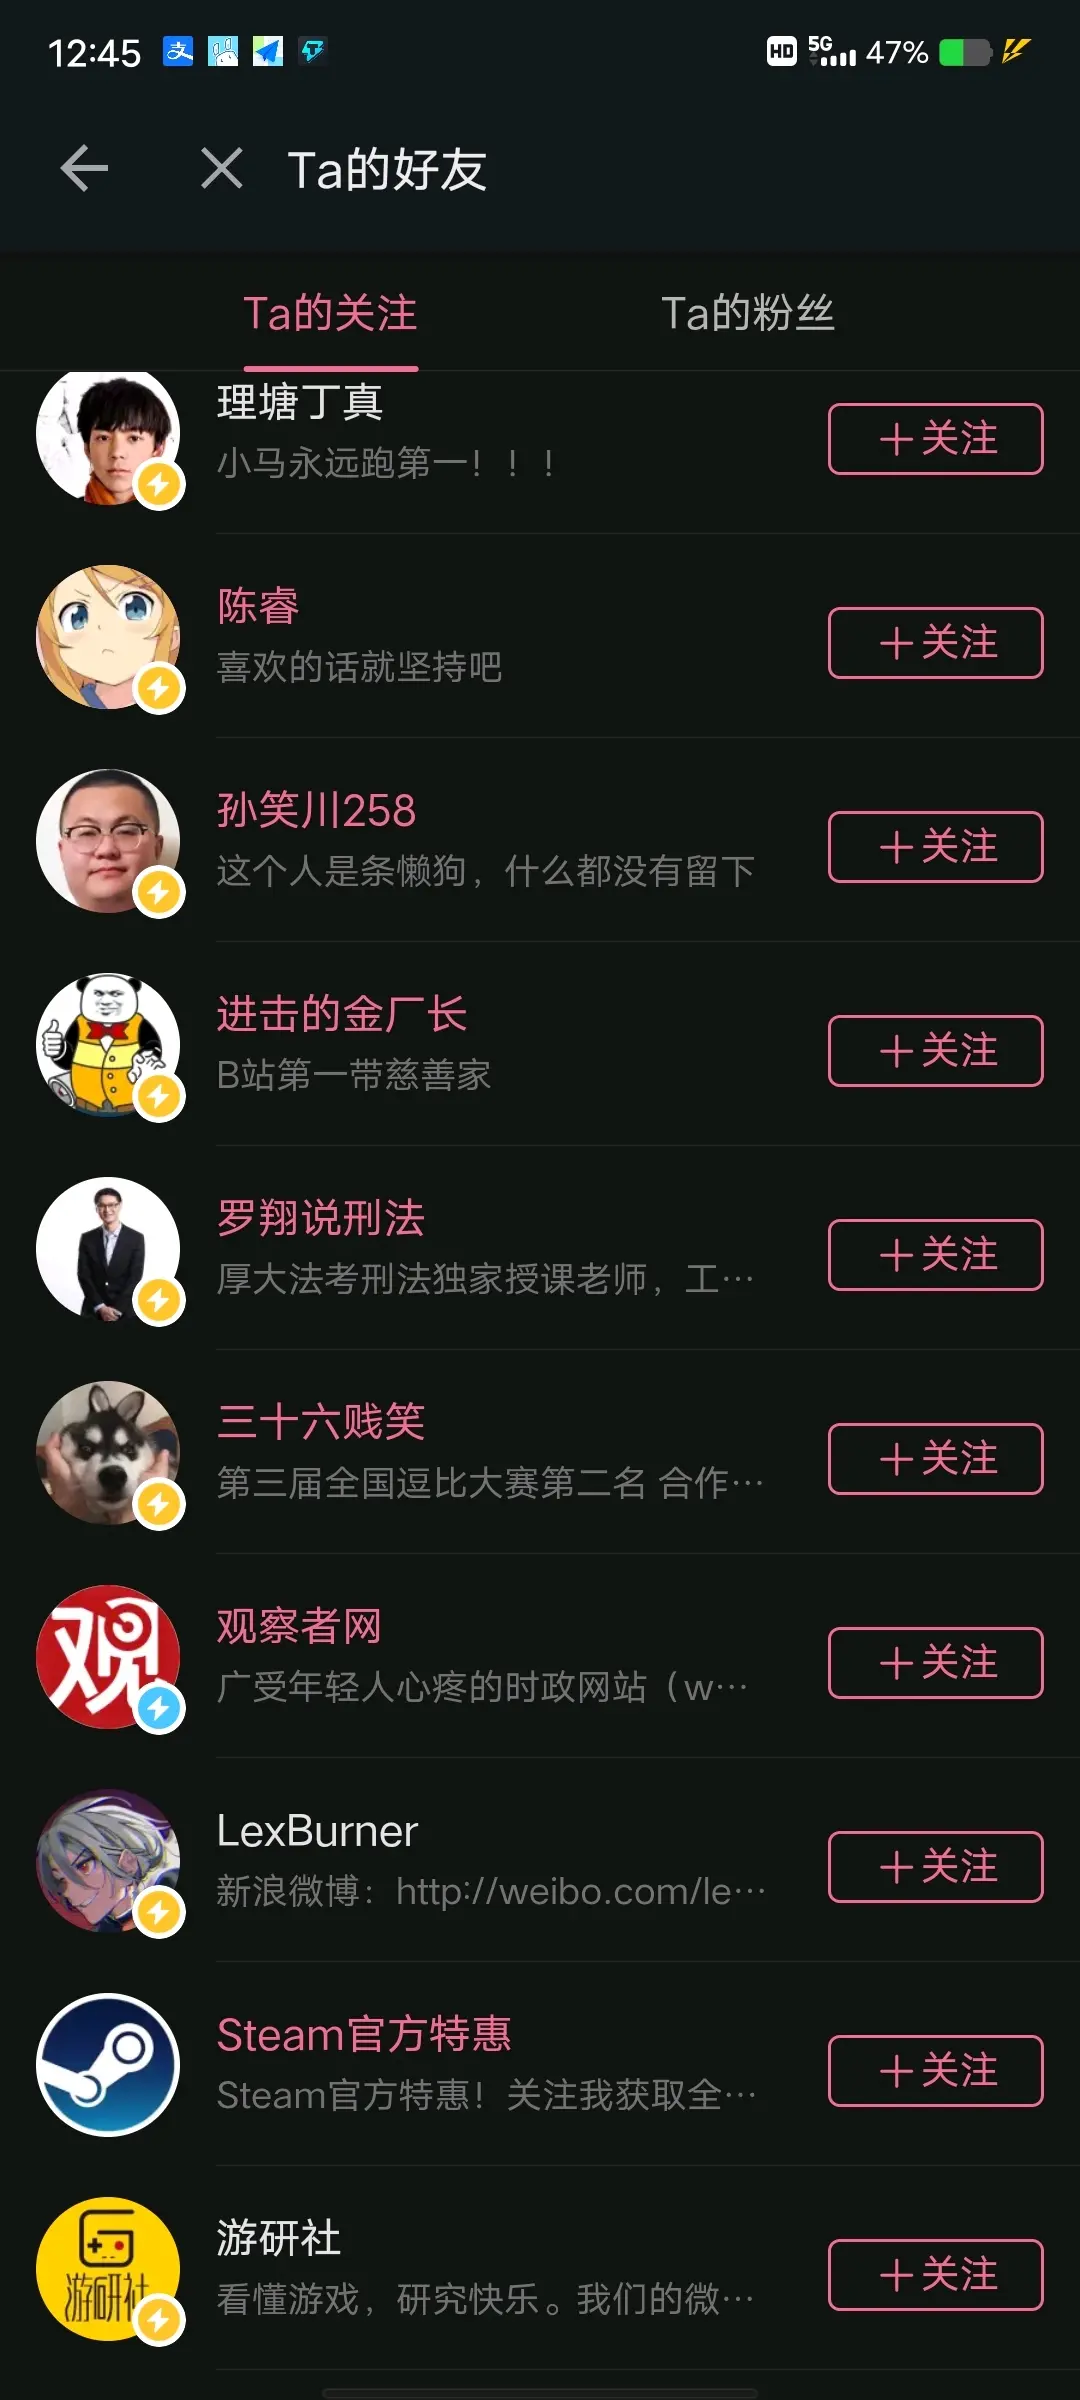 12:45 支 HD 5G 47%
Ta的好友
Ta的关注 Ta的粉丝
理塘丁真
小马永远跑第一！！！
＋关注
陈睿
喜欢的话就坚持吧
＋关注
孙笑川258
这个人是条懒狗，什么都没有留下
＋关注
进击的金厂长
B站第一带慈善家
＋关注
罗翔说刑法
厚大法考刑法独家授课老师，工…
＋关注
三十六贱笑
第三届全国逗比大赛第二名 合作…
＋关注
观
观察者网
广受年轻人心疼的时政网站（w…
＋关注
LexBurner
新浪微博：http://weibo.com/le…
＋关注
Steam官方特惠
Steam官方特惠！关注我获取全…
＋关注
游研社
游研社
看懂游戏，研究快乐。我们的微…
＋关注